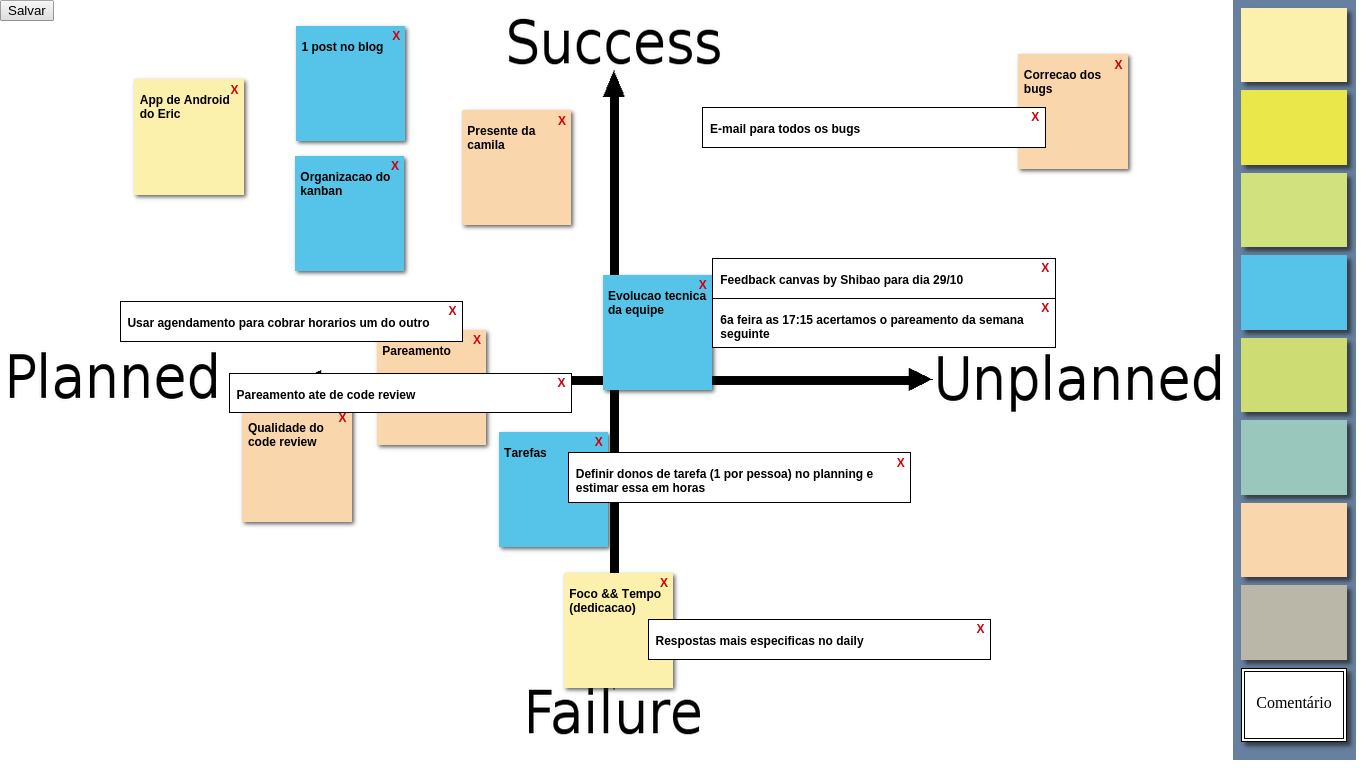 Salvar
Success
X
1 post no blog
X
Correcao dos
bugs
X
App de Android
do Eric
X
E-mail para todos os bugs
X
Presente da
camila
X
Organizacao do
kanban
X
Feedback canvas by Shibao para dia 29/10
X
Evolucao tecnica
da equipe
X
6a feira as 17:15 acertamos o pareamento da semana
seguinte
X
Usar agendamento para cobrar horarios um do outro
X
Pareamento
X
Planned
Unplanned
Pareamento ate de code review
X
Qualidade do
code review
X
Tarefas
X
Definir donos de tarefa (1 por pessoa) no planning e
estimar essa em horas
X
Foco && Tempo
(dedicacao)
X
Respostas mais especificas no daily
Failure
Comentário